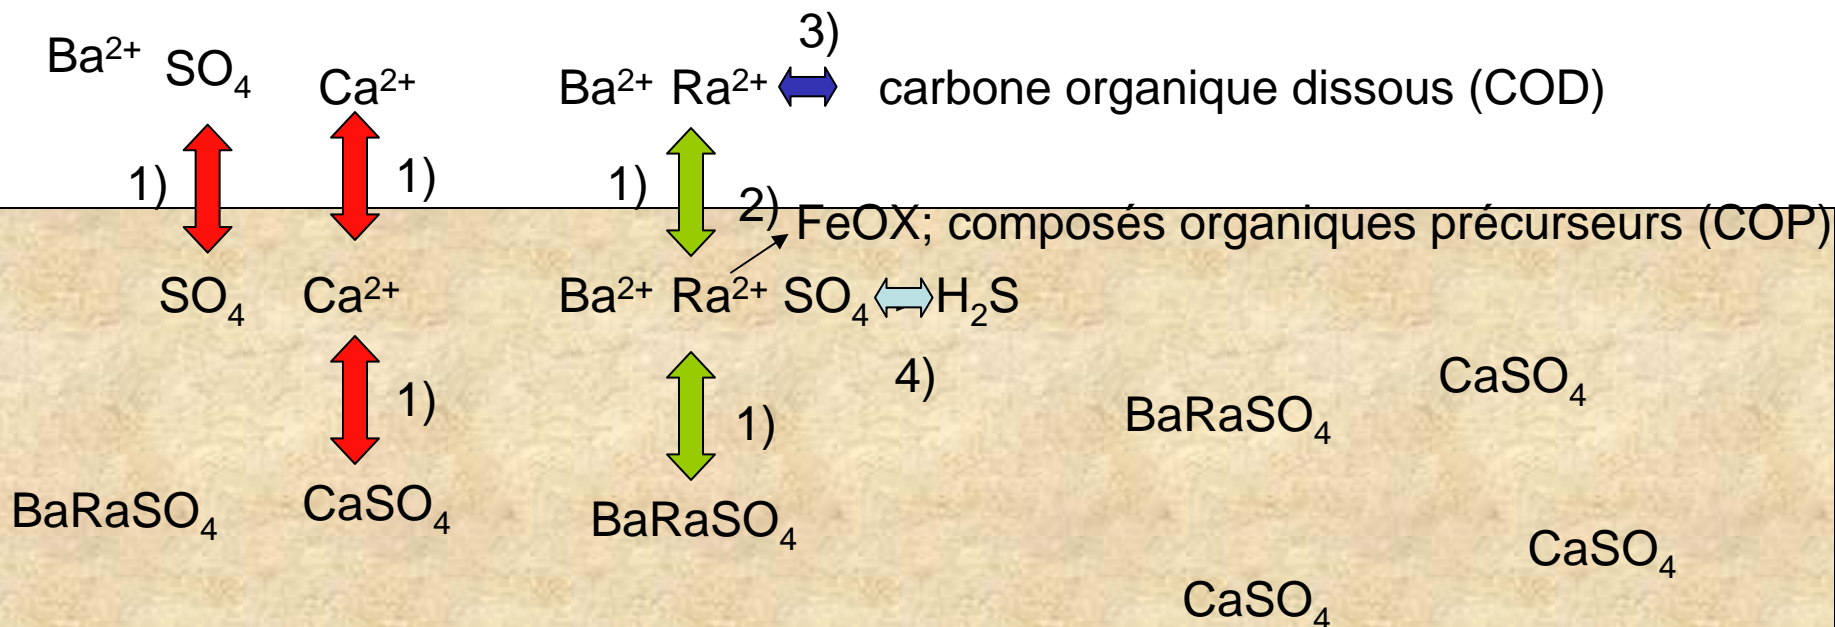 3)
Ba²⁺ SO₄ Ca²⁺ Ba²⁺ Ra²⁺ carbone organique dissous (COD)
1) 1) 1) 2)
FeOX; composés organiques précurseurs (COP)
SO₄ Ca²⁺ Ba²⁺ Ra²⁺ SO₄ H₂S
1) 1) 4)
BaRaSO₄ CaSO₄
BaRaSO₄ CaSO₄ BaRaSO₄
CaSO₄
CaSO₄